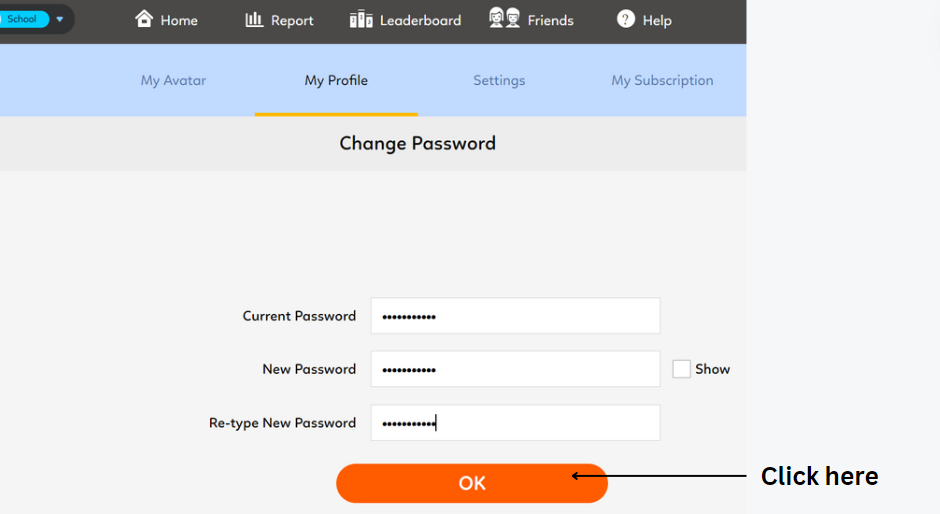 School Home Report Leaderboard Friends ? Help
My Avatar My Profile Settings My Subscription
Change Password
Current Password •••••••••••
New Password ••••••••••• Show
Re-type New Password •••••••••••
OK Click here